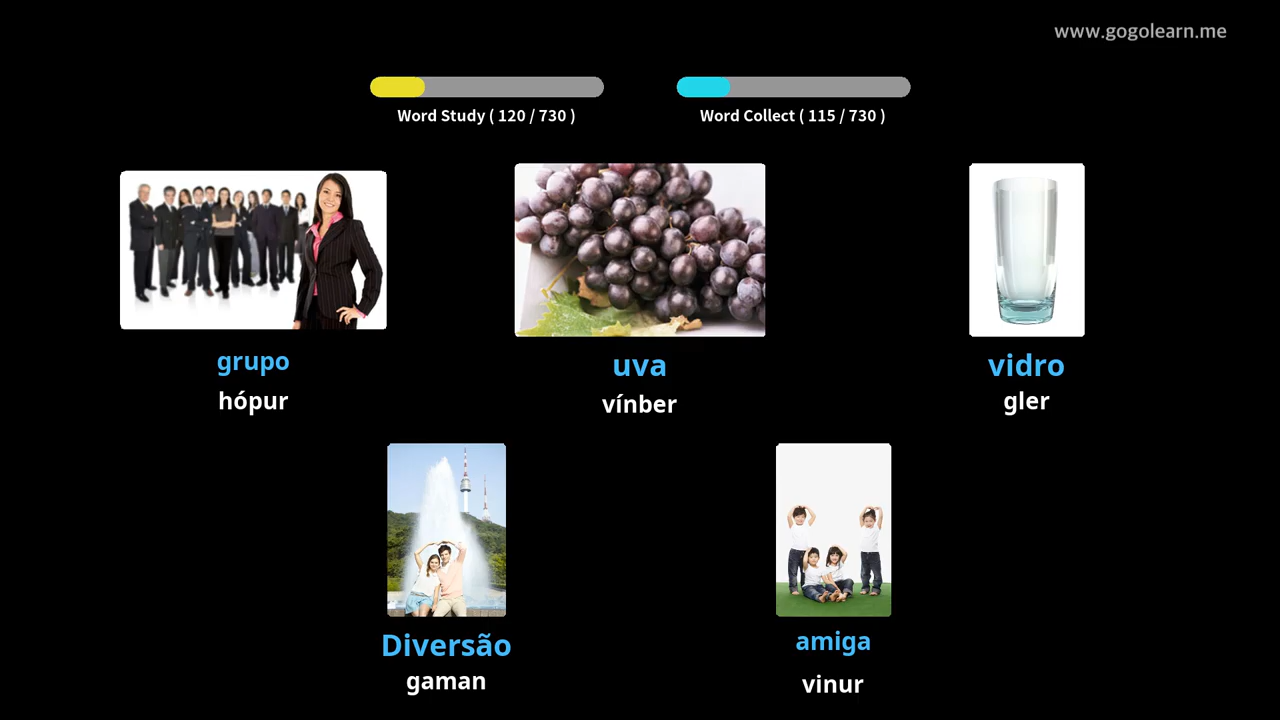 www.gogolearn.me
Word Study ( 120 / 730 )
Word Collect ( 115 / 730 )
grupo
hópur
uva
vínber
vidro
gler
Diversão
gaman
amiga
vinur